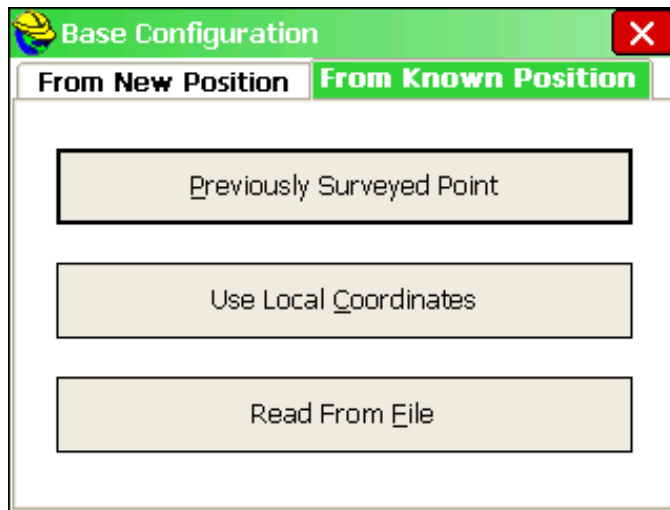 Base Configuration
From New Position From Known Position
Previously Surveyed Point
Use Local Coordinates
Read From File